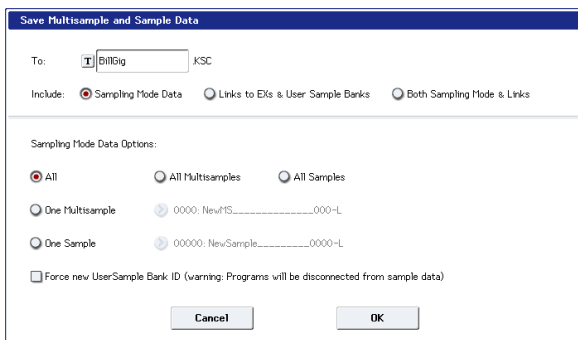 Save Multisample and Sample Data
To: T BillGig .KSC
Include: Sampling Mode Data Links to EXs & User Sample Banks Both Sampling Mode & Links
Sampling Mode Data Options:
All All Multisamples All Samples
One Multisample 0000: NewMS______________000-L
One Sample 00000: NewSample_________0000-L
Force new UserSample Bank ID (warning: Programs will be disconnected from sample data)
Cancel OK